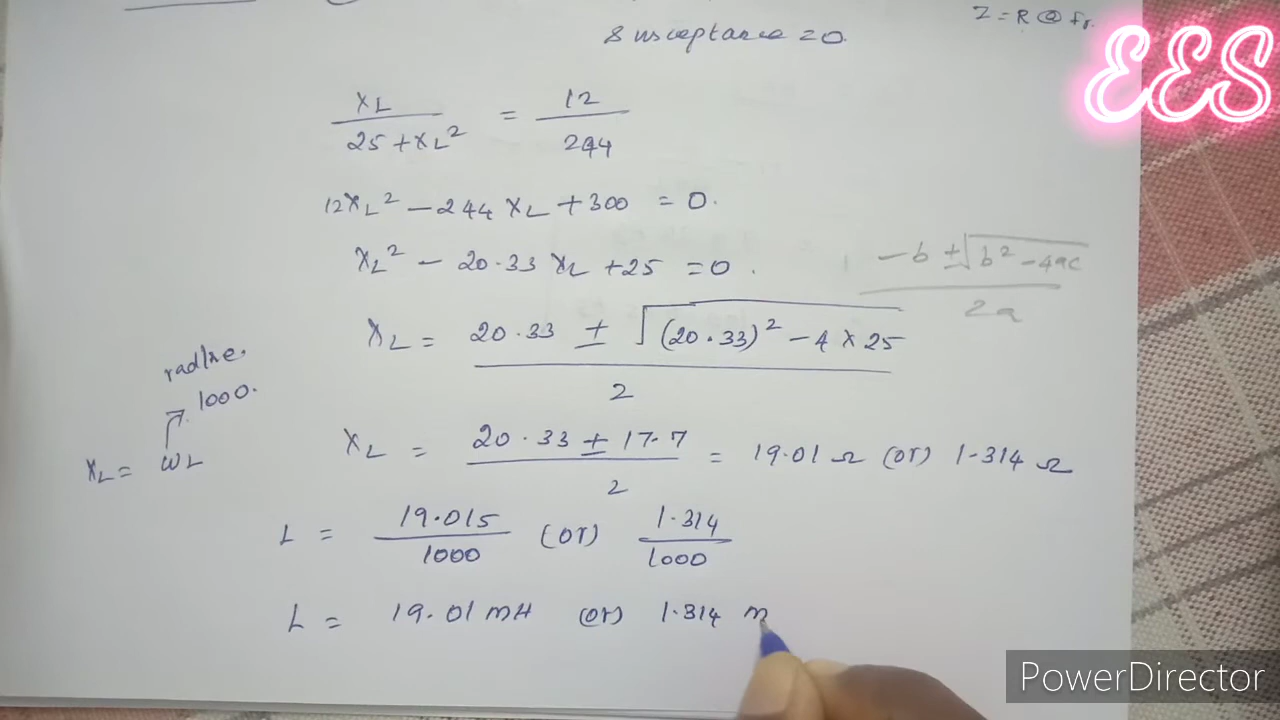 Z = R @ fr.
Susceptance = 0.
EES
XL / 25 + XL² = 12 / 244
12XL² - 244 XL + 300 = 0.
XL² - 20.33 XL + 25 = 0.
-b ± √b² - 4ac / 2a
XL = 20.33 ± √(20.33)² - 4 × 25 / 2
rad/se.
1000.
XL = ωL
XL = 20.33 ± 17.7 / 2 = 19.01 Ω (or) 1.314 Ω
L = 19.015 / 1000 (or) 1.314 / 1000
L = 19.01 mH (or) 1.314 m
PowerDirector